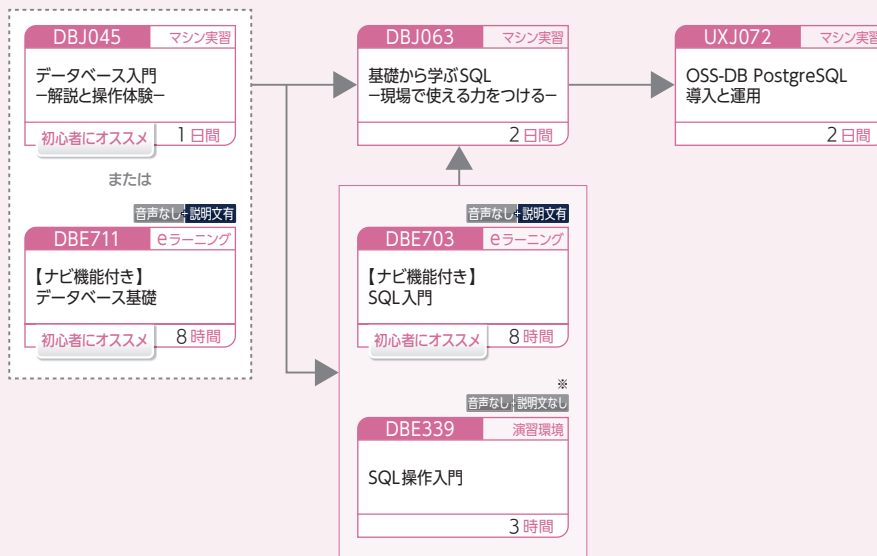 DBJ045 マシン実習
データベース入門
−解説と操作体験−
初心者にオススメ 1日間
または
音声なし+説明文有
DBE711 eラーニング
【ナビ機能付き】
データベース基礎
初心者にオススメ 8時間
DBJ063 マシン実習
基礎から学ぶSQL
−現場で使える力をつける−
2日間
音声なし+説明文有
DBE703 eラーニング
【ナビ機能付き】
SQL入門
初心者にオススメ 8時間
※
音声なし+説明文なし
DBE339 演習環境
SQL操作入門
3時間
UXJ072 マシン実習
OSS-DB PostgreSQL
導入と運用
2日間